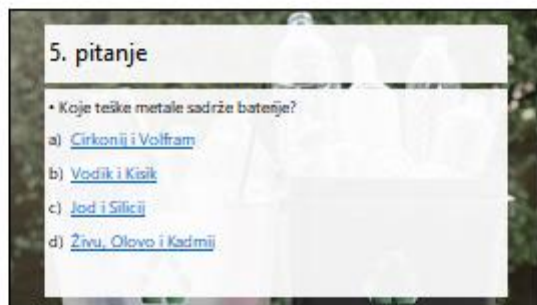 5. pitanje
• Koje teške metale sadrže baterije?
a) Cirkonij i Volfram
b) Vodik i Kisik
c) Jod i Silicij
d) Živu, Olovo i Kadmij